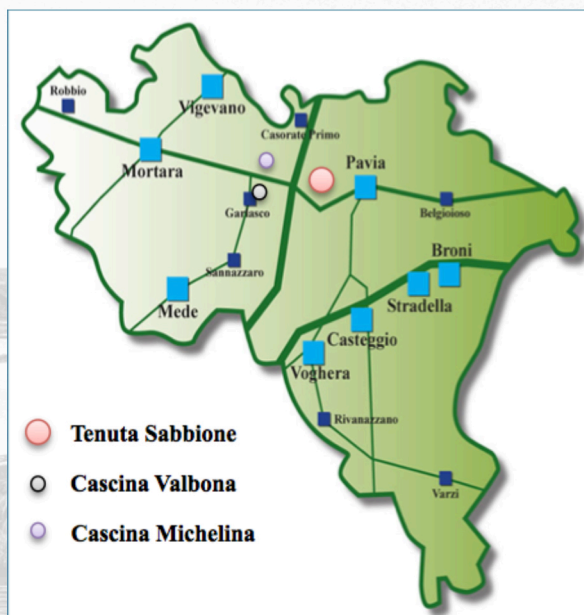 Robbio
Vigevano
Casorate Primo
Mortara
Pavia
Garlasco
Belgioioso
Broni
Sannazzaro
Mede
Stradella
Casteggio
Voghera
Rivanazzano
Tenuta Sabbione
Cascina Valbona
Varzi
Cascina Michelina